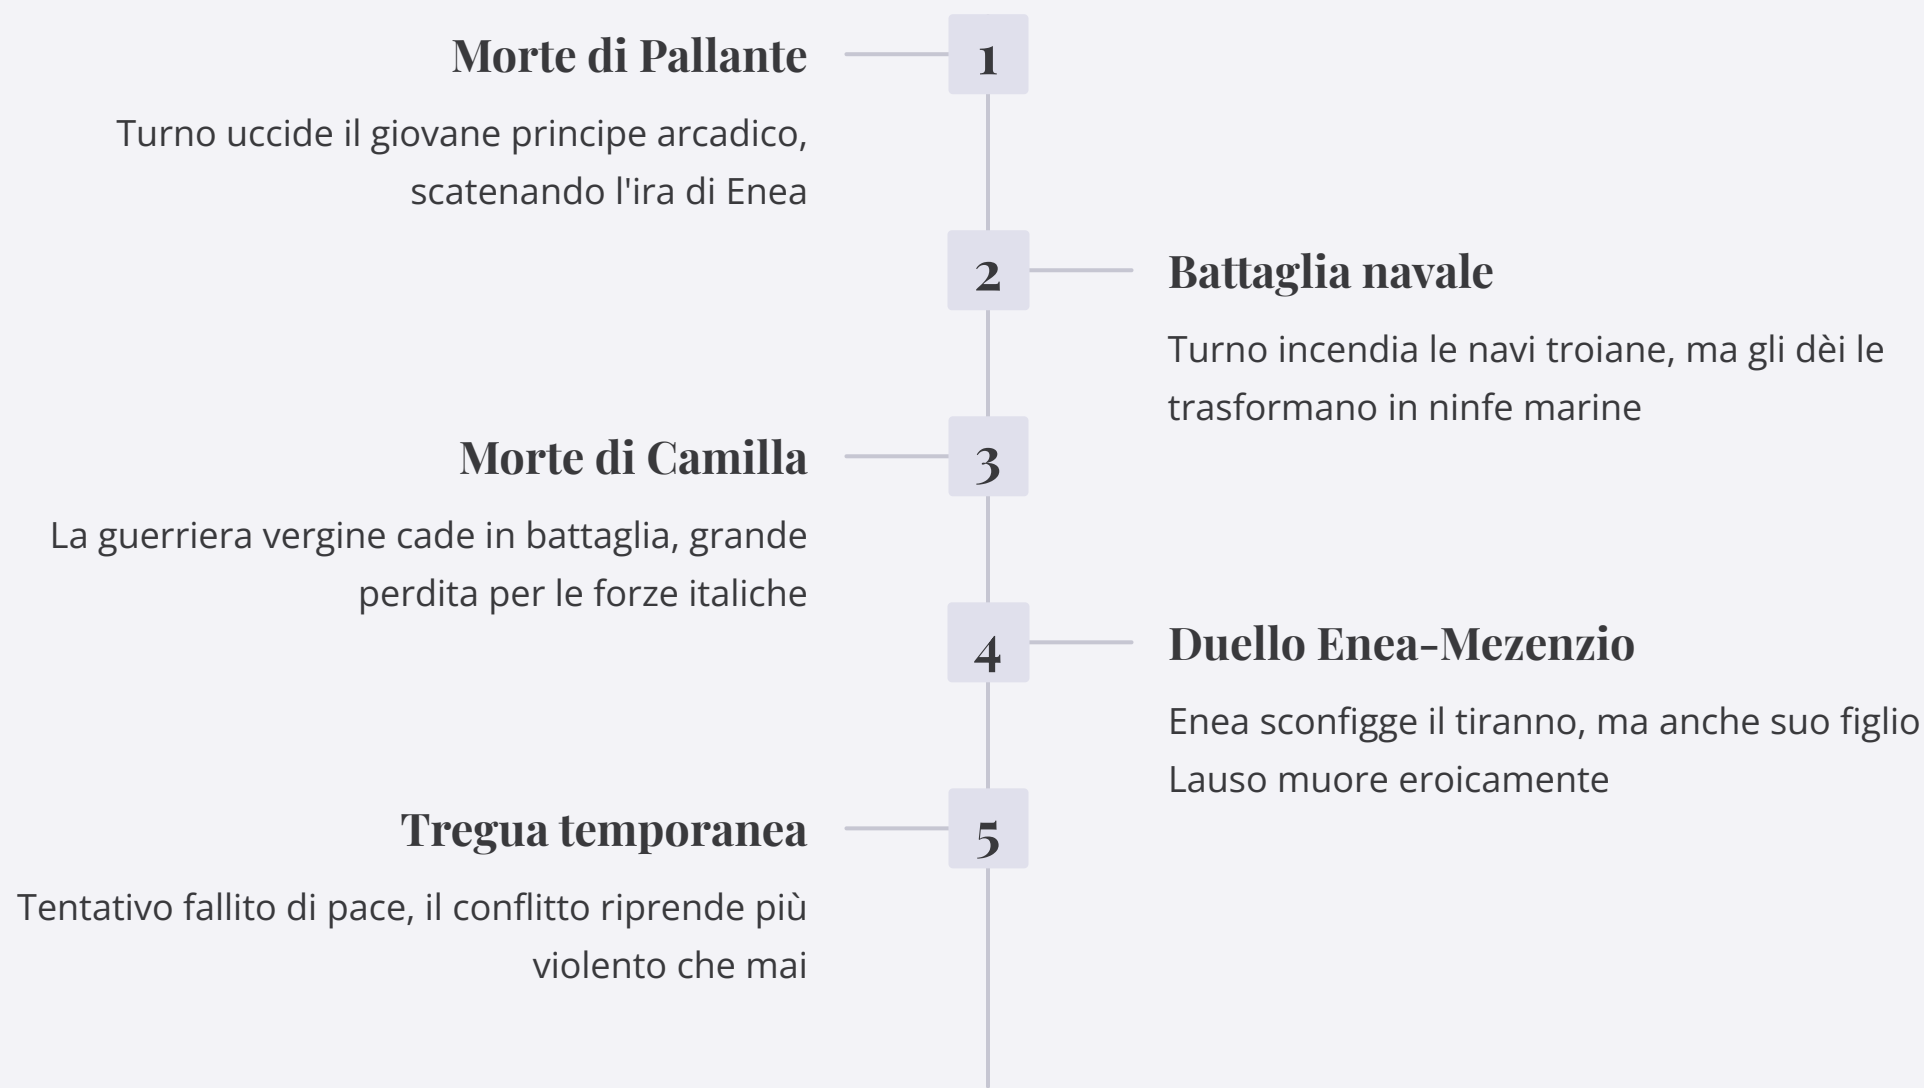 1
Morte di Pallante
Turno uccide il giovane principe arcadico,
scatenando l'ira di Enea
2
Battaglia navale
Turno incendia le navi troiane, ma gli dèi le
trasformano in ninfe marine
3
Morte di Camilla
La guerriera vergine cade in battaglia, grande
perdita per le forze italiche
4
Duello Enea-Mezenzio
Enea sconfigge il tiranno, ma anche suo figlio
Lauso muore eroicamente
5
Tregua temporanea
Tentativo fallito di pace, il conflitto riprende più
violento che mai